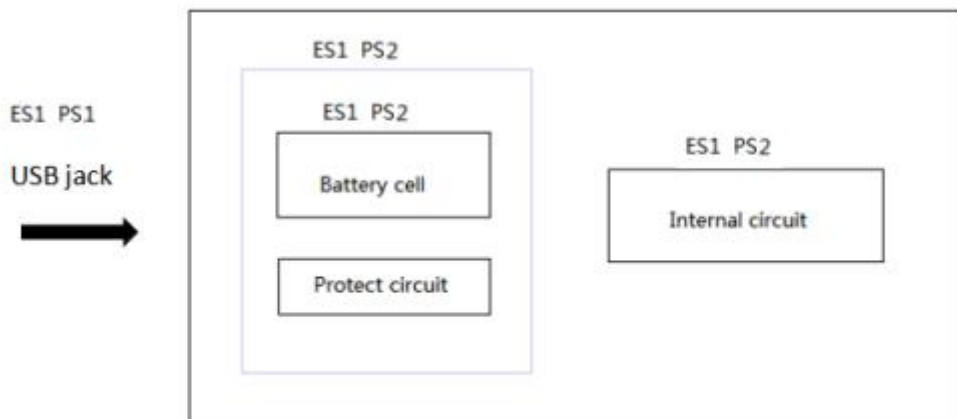 ES1 PS2
ES1 PS1
USB jack
ES1 PS2
Battery cell
Protect circuit
ES1 PS2
Internal circuit